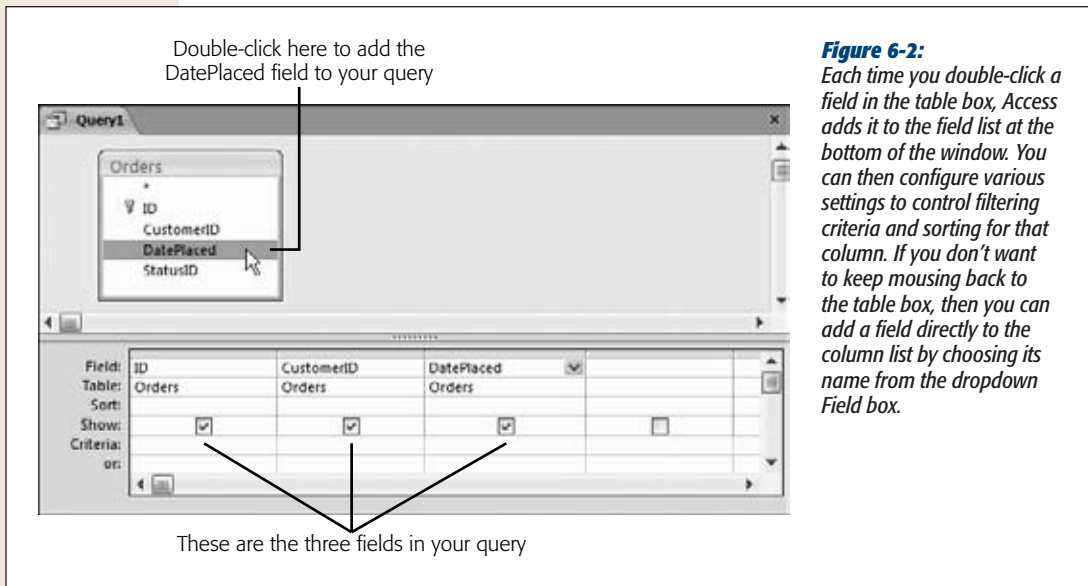 Double-click here to add the
DatePlaced field to your query
Query1
Orders
*
ID
CustomerID
DatePlaced
StatusID
Field: ID CustomerID DatePlaced
Table: Orders Orders Orders
Sort:
Show:
Criteria:
or:
These are the three fields in your query
Figure 6-2:
Each time you double-click a
field in the table box, Access
adds it to the field list at the
bottom of the window. You
can then configure various
settings to control filtering
criteria and sorting for that
column. If you don’t want
to keep mousing back to
the table box, then you can
add a field directly to the
column list by choosing its
name from the dropdown
Field box.